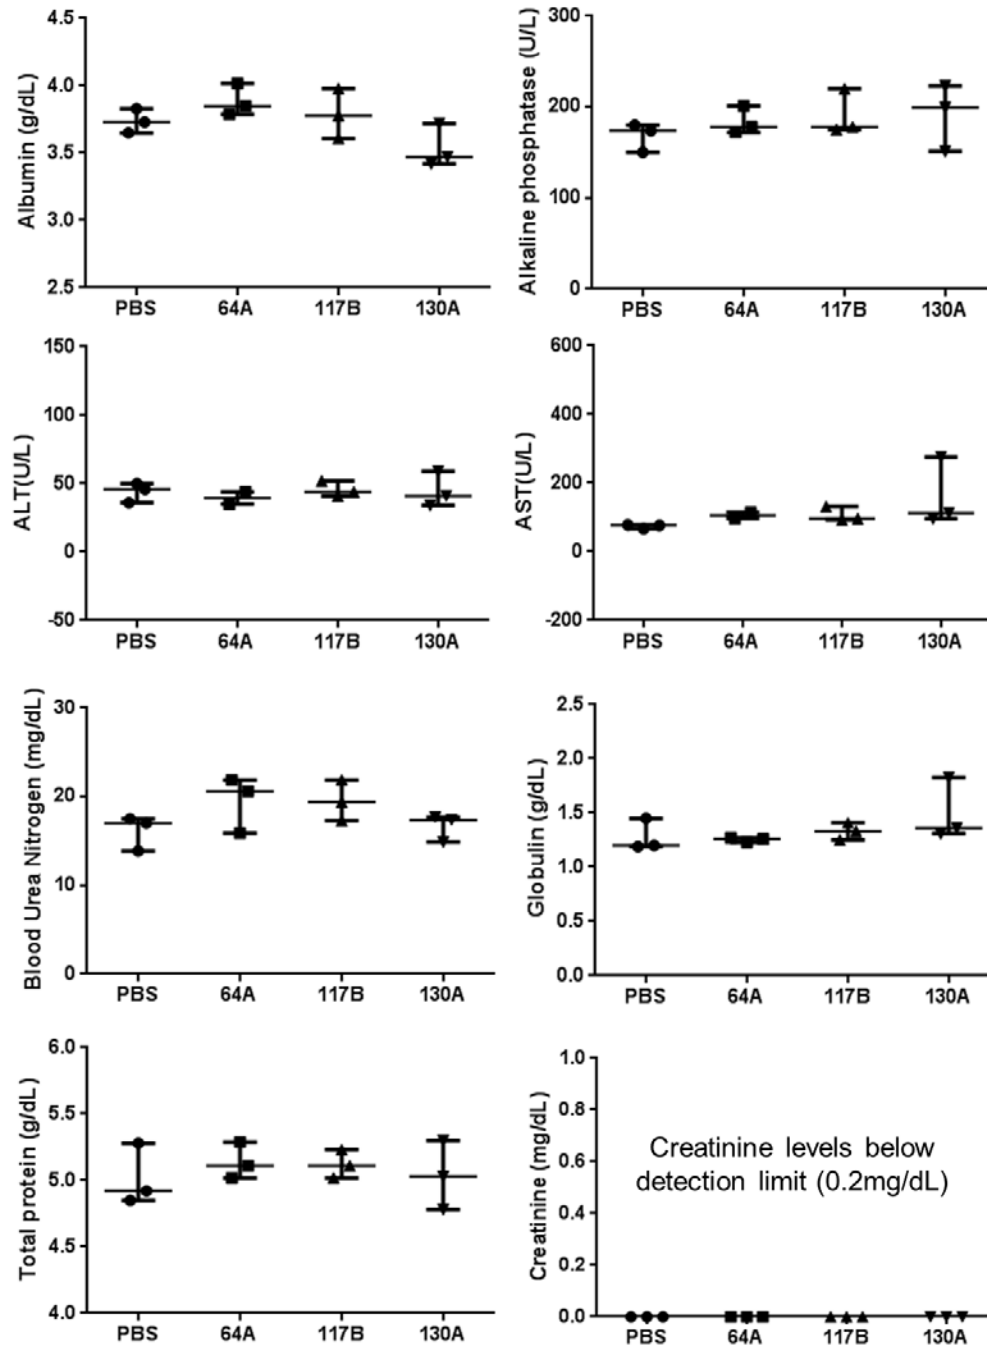 Albumin (g/dL)
4.5
4.0
3.5
3.0
2.5
PBS 64A 117B 130A
Alkaline phosphatase (U/L)
300
200
100
0
PBS 64A 117B 130A
ALT(U/L)
150
100
50
0
-50
PBS 64A 117B 130A
AST(U/L)
600
400
200
0
-200
PBS 64A 117B 130A
Blood Urea Nitrogen (mg/dL)
30
20
10
0
PBS 64A 117B 130A
Globulin (g/dL)
2.5
2.0
1.5
1.0
0.5
0.0
PBS 64A 117B 130A
Total protein (g/dL)
6.0
5.5
5.0
4.5
4.0
PBS 64A 117B 130A
Creatinine (mg/dL)
1.0
0.8
0.6
0.4
0.2
0.0
Creatinine levels below
detection limit (0.2mg/dL)
PBS 64A 117B 130A